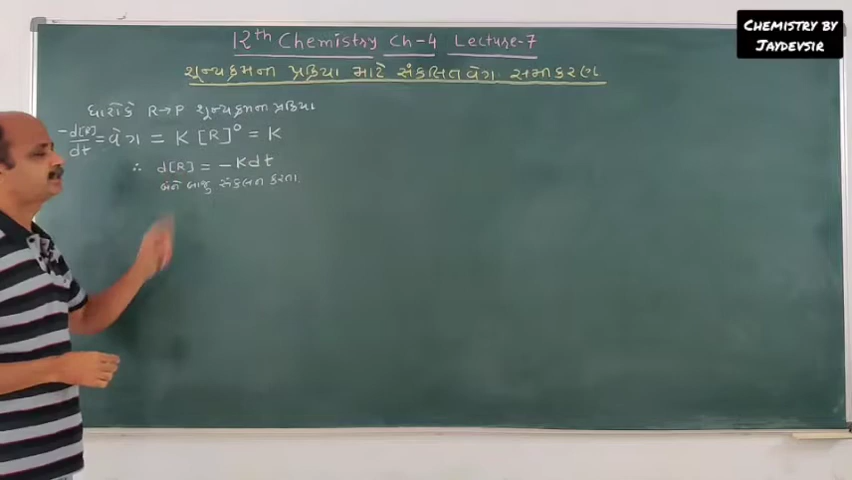 12th Chemistry Ch-4 Lecture-7
CHEMISTRY BY
JAYDEVSIR
શૂન્યક્રમના પ્રક્રિયા માટે સંકલિત વેગ સમીકરણ
ધારોકે R→P શૂન્યક્રમના પ્રક્રિયા
-d[R]/dt = વેગ = K [R]⁰ = K
∴ d[R] = -Kdt
બંને બાજુ સંકલન કરતા.